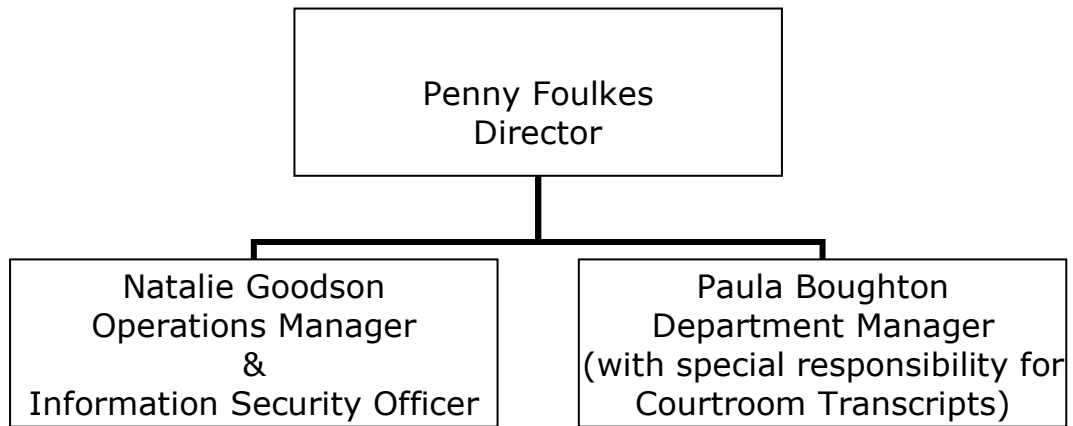 Penny Foulkes
Director
Natalie Goodson
Operations Manager
&
Information Security Officer
Paula Boughton
Department Manager
(with special responsibility for
Courtroom Transcripts)